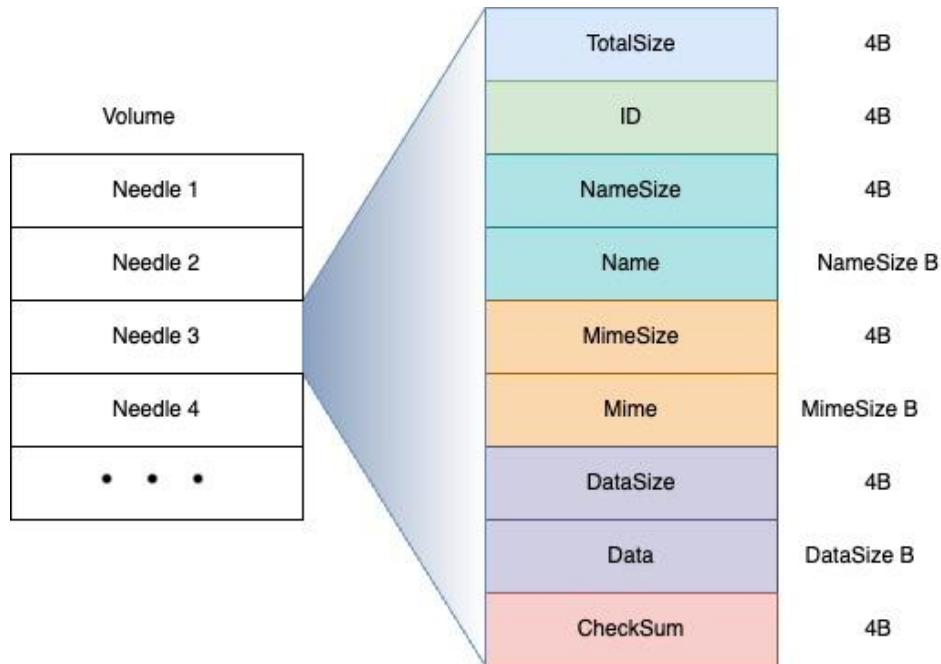 Volume
Needle 1
Needle 2
Needle 3
Needle 4
• • •
TotalSize 4B
ID 4B
NameSize 4B
Name NameSize B
MimeSize 4B
Mime MimeSize B
DataSize 4B
Data DataSize B
CheckSum 4B